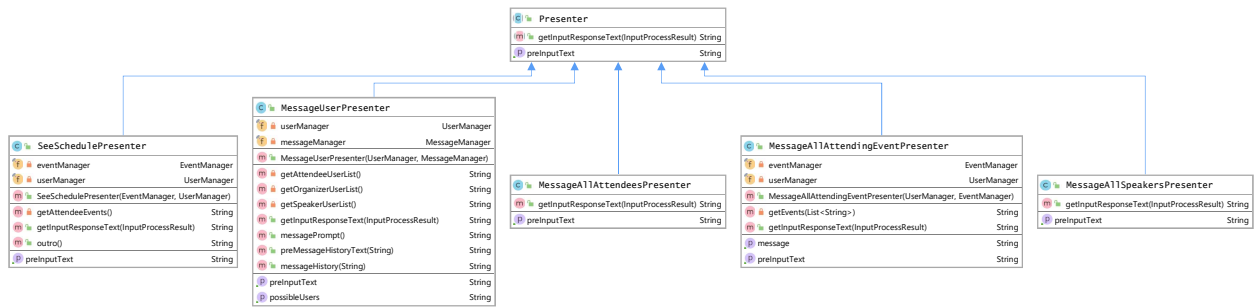 Presenter
getInputResponseText(InputProcessResult) String
preInputText String
SeeSchedulePresenter
eventManager EventManager
userManager UserManager
SeeSchedulePresenter(EventManager, UserManager)
getAttendeeEvents() String
getInputResponseText(InputProcessResult) String
outro() String
preInputText String
MessageUserPresenter
userManager UserManager
messageManager MessageManager
MessageUserPresenter(UserManager, MessageManager)
getAttendeeUserList() String
getOrganizerUserList() String
getSpeakerUserList() String
getInputResponseText(InputProcessResult) String
messagePrompt() String
preMessageHistoryText(String) String
messageHistory(String) String
preInputText String
possibleUsers String
MessageAllAttendeesPresenter
getInputResponseText(InputProcessResult) String
preInputText String
MessageAllAttendingEventPresenter
eventManager EventManager
userManager UserManager
MessageAllAttendingEventPresenter(UserManager, EventManager)
getEvents(List<String>) String
getInputResponseText(InputProcessResult) String
message String
preInputText String
MessageAllSpeakersPresenter
getInputResponseText(InputProcessResult) String
preInputText String